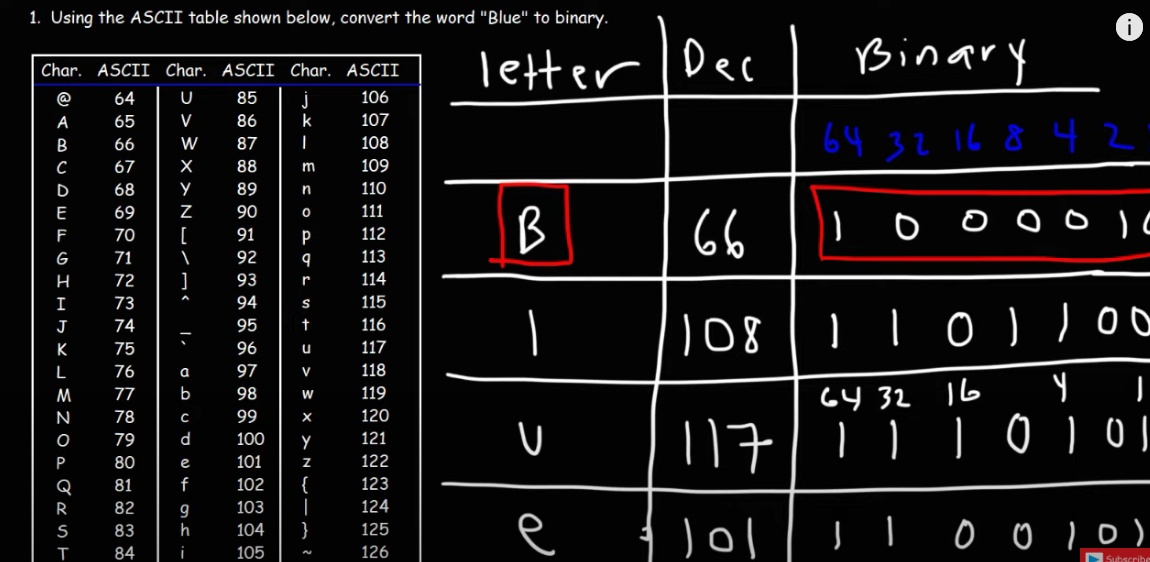 1. Using the ASCII table shown below, convert the word "Blue" to binary.
letter Dec Binary
Char. ASCII Char. ASCII Char. ASCII
@ 64 U 85 j 106
A 65 V 86 k 107
B 66 W 87 l 108
C 67 X 88 m 109
D 68 Y 89 n 110
E 69 Z 90 o 111
F 70 [ 91 p 112
G 71 \ 92 q 113
H 72 ] 93 r 114
I 73 ^ 94 s 115
J 74 _ 95 t 116
K 75 ` 96 u 117
L 76 a 97 v 118
M 77 b 98 w 119
N 78 c 99 x 120
O 79 d 100 y 121
P 80 e 101 z 122
Q 81 f 102 { 123
R 82 g 103 | 124
S 83 h 104 } 125
T 84 i 105 ~ 126
64 32 16 8 4 2
B 66 1 0 0 0 0 1 0
l 108 1 1 0 1 1 0 0
64 32 16 4 1
u 117 1 1 1 0 1 0 1
e = 101 1 1 0 0 1 0 1
Subscribe